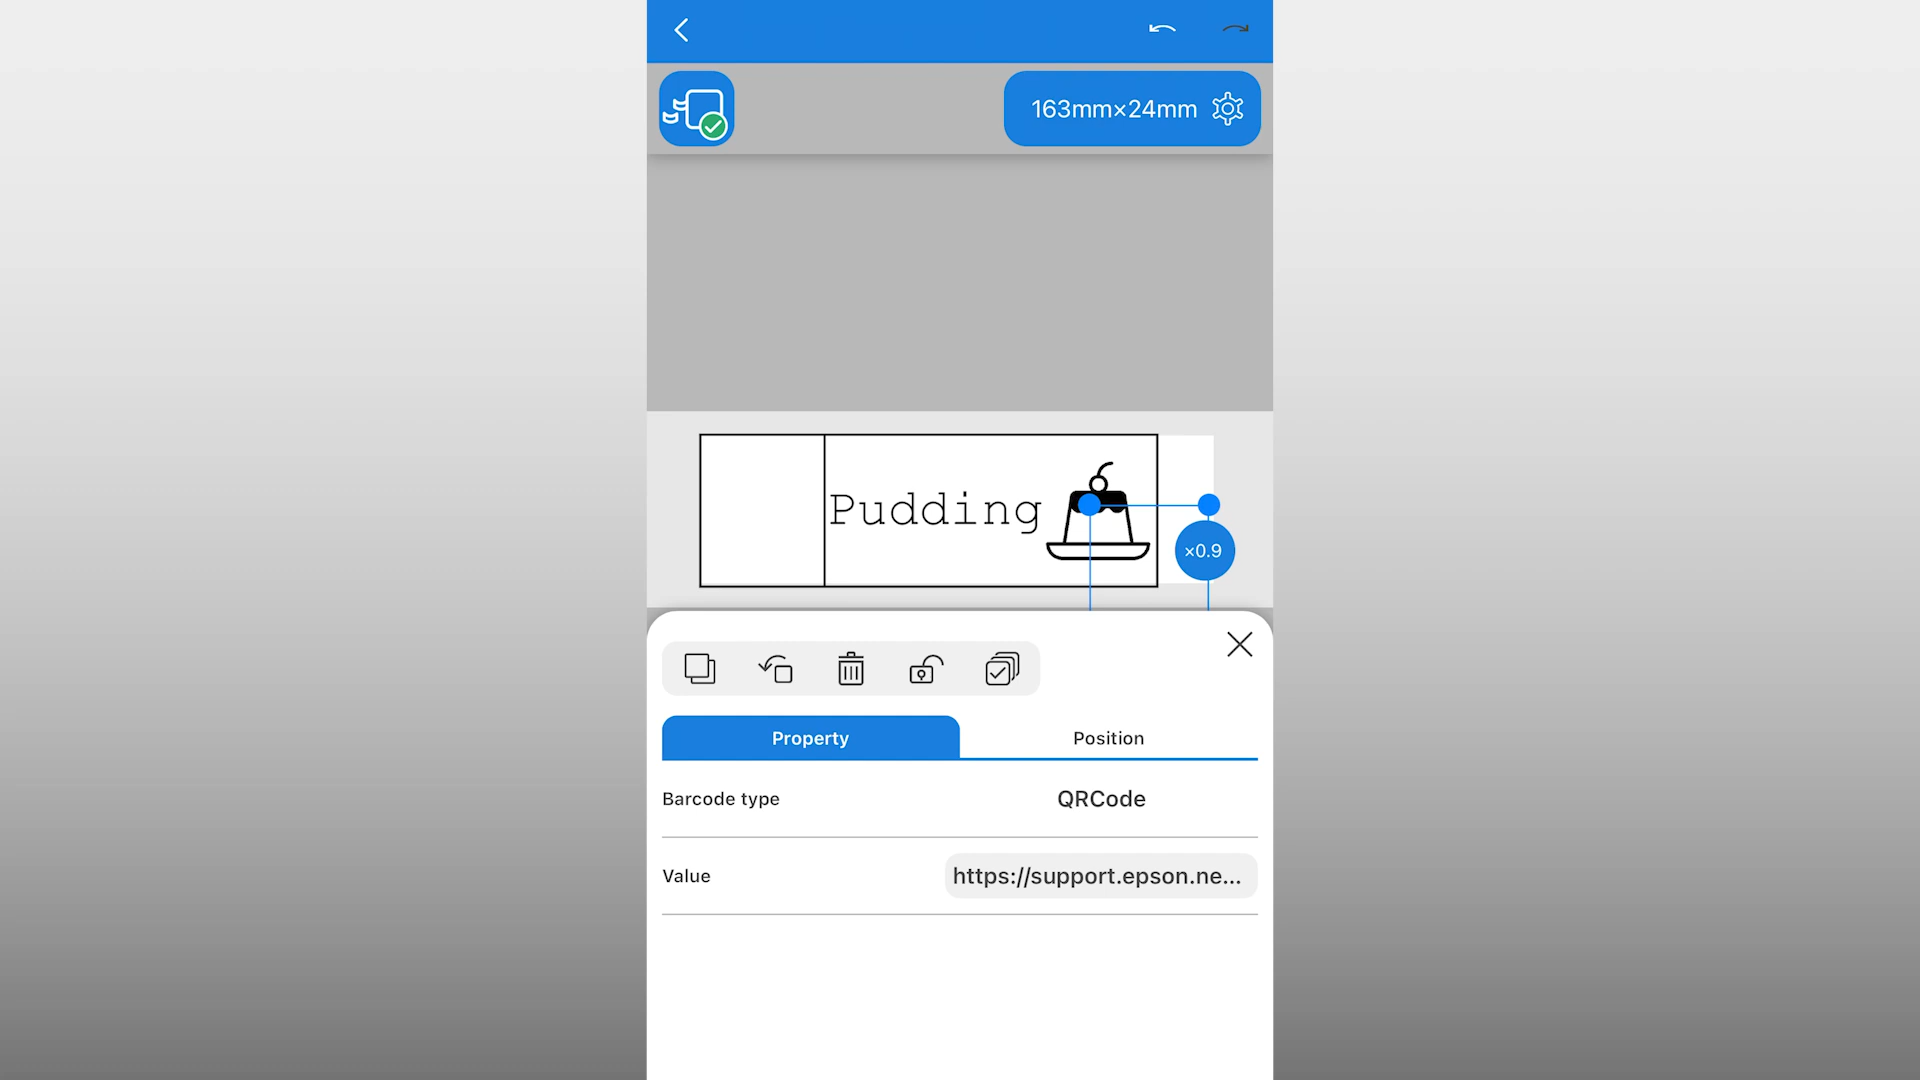 163mm×24mm
Pudding
×0.9
Property
Position
Barcode type
QRCode
Value
https://support.epson.ne...